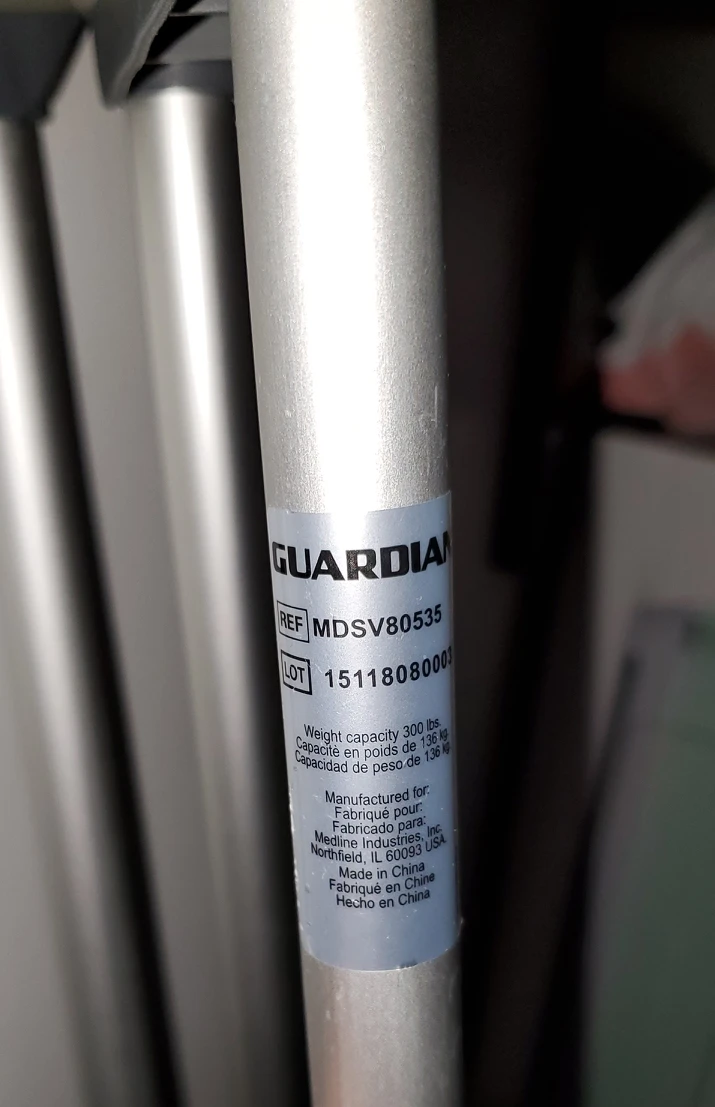 GUARDIAN
REF MDSV80535
LOT 15118080003
Weight capacity 300 lbs.
Capacitè en poids de 136 kg.
Capacidad de peso de 136 kg.
Manufactured for:
Fabriqué pour:
Fabricado para:
Medline Industries, Inc.
Northfield, IL 60093 USA
Made in China
Fabriqué en Chine
Hecho en China